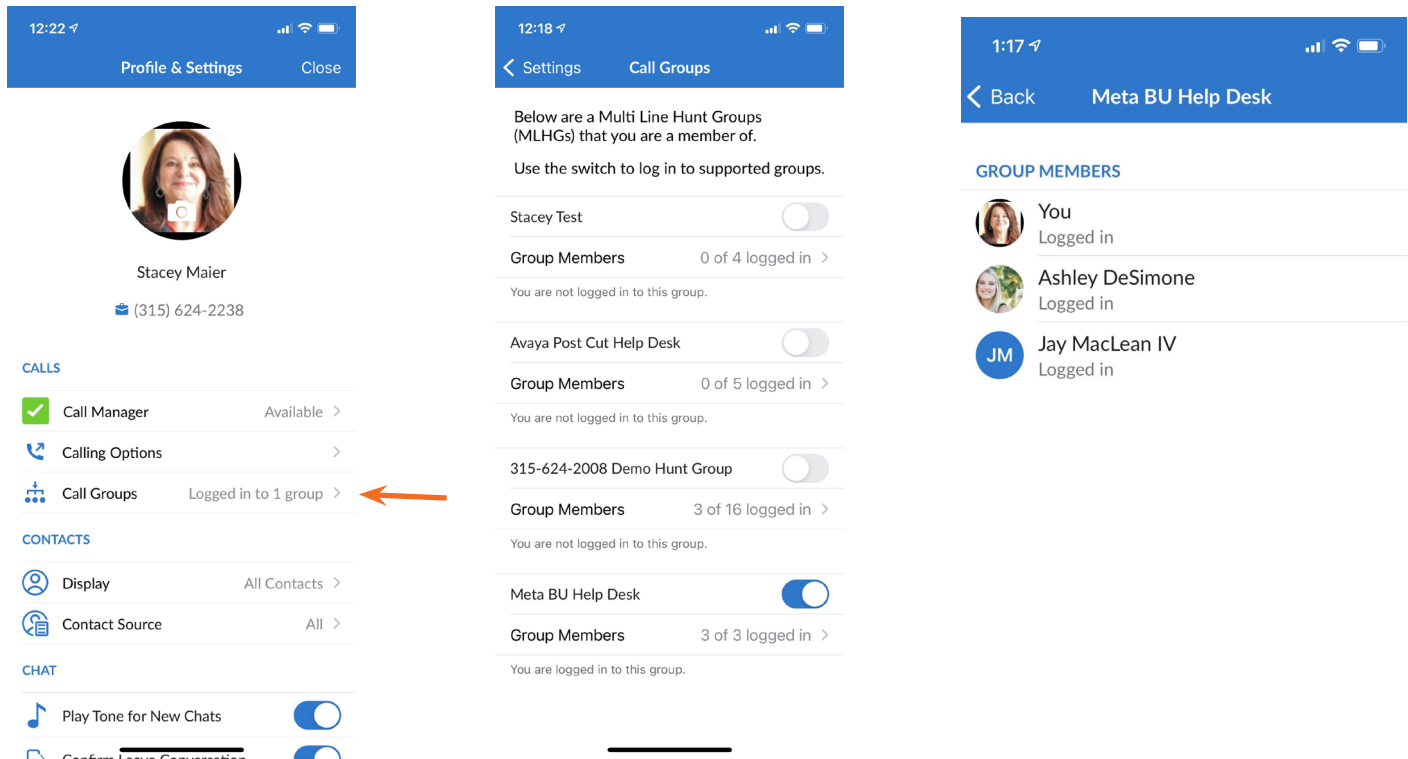 12:22
Profile & Settings Close
Stacey Maier
(315) 624-2238
CALLS
Call Manager Available
Calling Options
Call Groups Logged in to 1 group
CONTACTS
Display All Contacts
Contact Source All
CHAT
Play Tone for New Chats
Confirm Leave Conversation
12:18
Settings Call Groups
Below are a Multi Line Hunt Groups
(MLHGs) that you are a member of.
Use the switch to log in to supported groups.
Stacey Test
Group Members 0 of 4 logged in
You are not logged in to this group.
Avaya Post Cut Help Desk
Group Members 0 of 5 logged in
You are not logged in to this group.
315-624-2008 Demo Hunt Group
Group Members 3 of 16 logged in
You are not logged in to this group.
Meta BU Help Desk
Group Members 3 of 3 logged in
You are logged in to this group.
1:17
Back Meta BU Help Desk
GROUP MEMBERS
You
Logged in
Ashley DeSimone
Logged in
JM Jay MacLean IV
Logged in